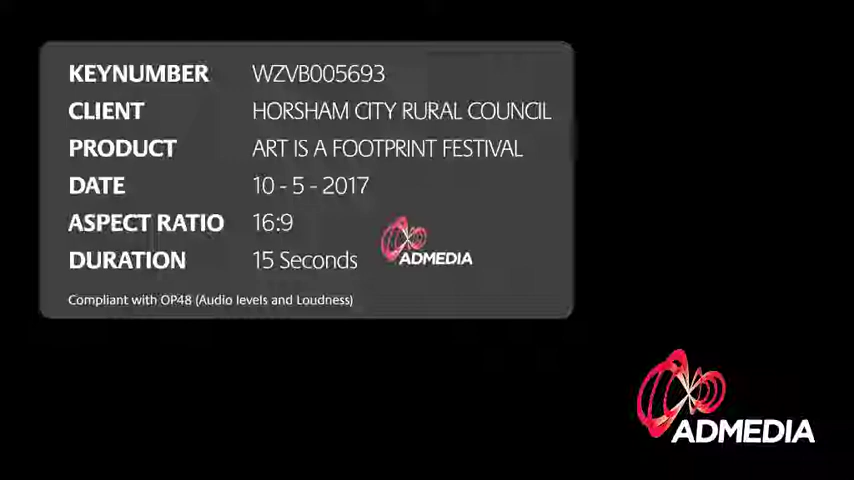 KEYNUMBER WZVB005693
CLIENT HORSHAM CITY RURAL COUNCIL
PRODUCT ART IS A FOOTPRINT FESTIVAL
DATE 10 - 5 - 2017
ASPECT RATIO 16:9
DURATION 15 Seconds
ADMEDIA
Compliant with OP48 (Audio levels and Loudness)
ADMEDIA